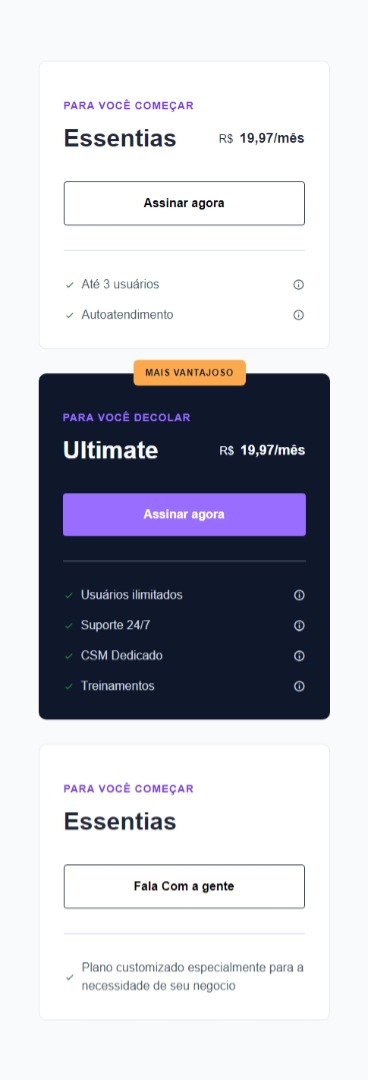 PARA VOCÊ COMEÇAR
Essentias R$ 19,97/mês
Assinar agora
Até 3 usuários
Autoatendimento
MAIS VANTAJOSO
PARA VOCÊ DECOLAR
Ultimate R$ 19,97/mês
Assinar agora
Usuários ilimitados
Suporte 24/7
CSM Dedicado
Treinamentos
PARA VOCÊ COMEÇAR
Essentias
Fala Com a gente
Plano customizado especialmente para a
necessidade de seu negocio